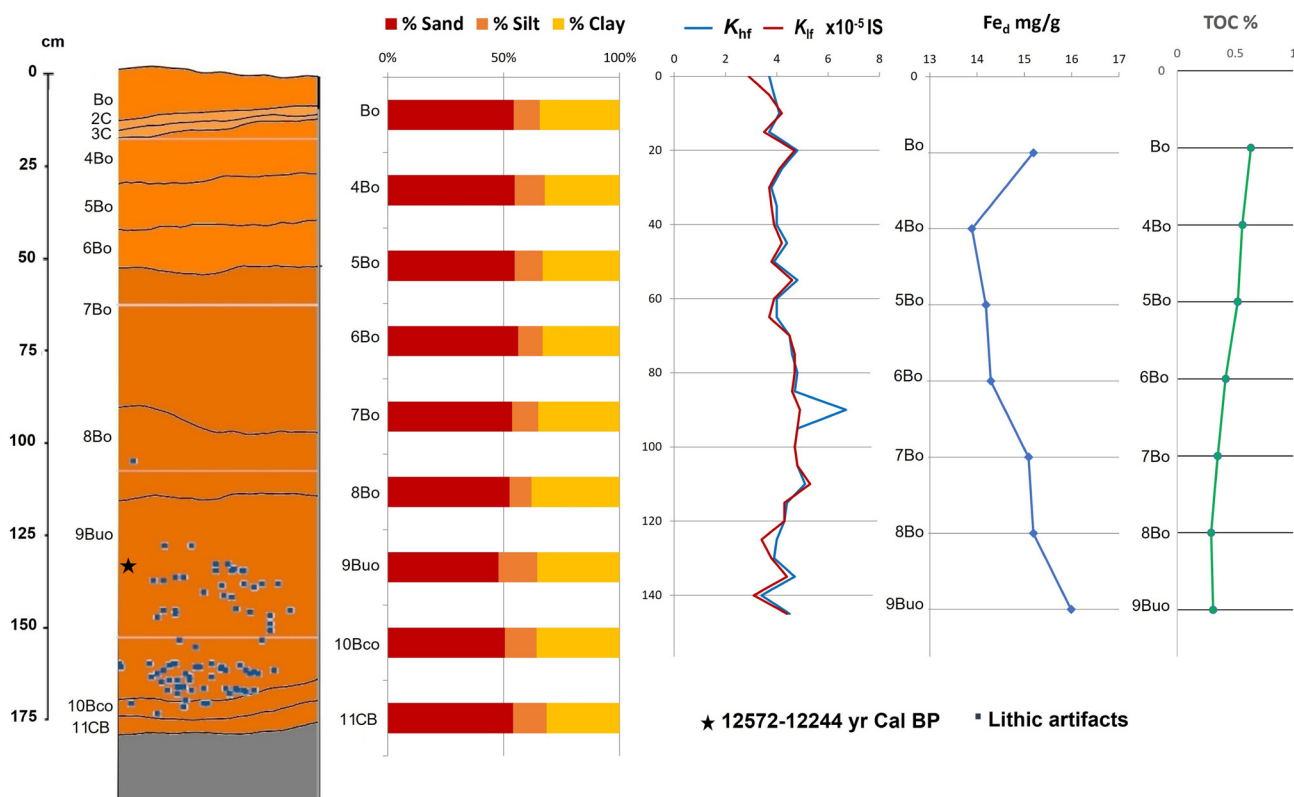 cm
0
25
50
75
100
125
150
175
Bo
2C
3C
4Bo
5Bo
6Bo
7Bo
8Bo
9Buo
10Bco
11CB
% Sand % Silt % Clay
0% 50% 100%
Bo
4Bo
5Bo
6Bo
7Bo
8Bo
9Buo
10Bco
11CB
Khf Klf x10-5 IS
0 2 4 6 8
0
20
40
60
80
100
120
140
Fed mg/g
13 14 15 16 17
Bo
4Bo
5Bo
6Bo
7Bo
8Bo
9Buo
TOC %
0 0.5 1
0
Bo
4Bo
5Bo
6Bo
7Bo
8Bo
9Buo
★ 12572-12244 yr Cal BP ▪ Lithic artifacts